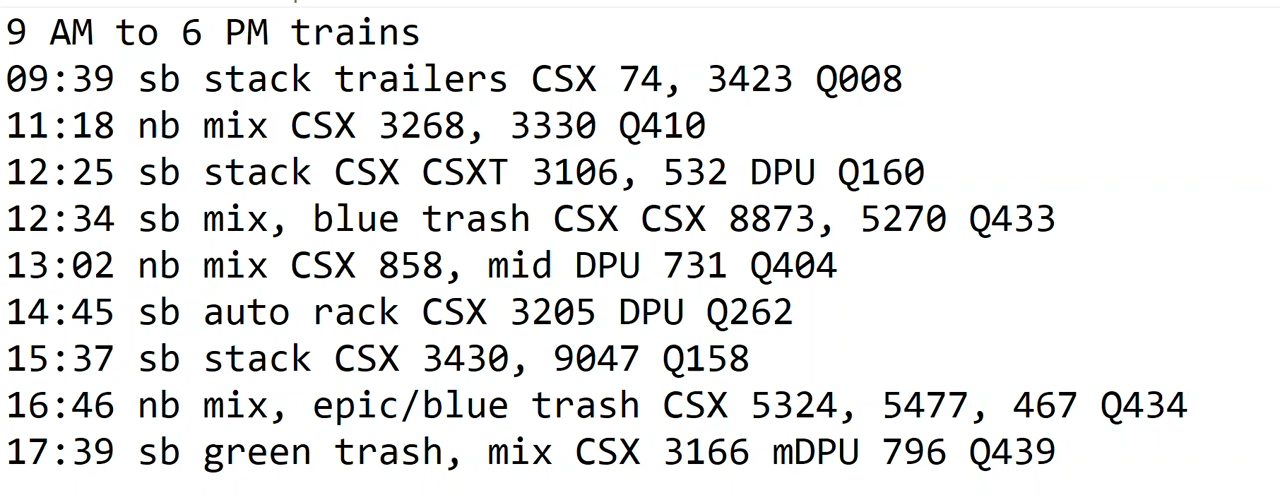 9 AM to 6 PM trains
09:39 sb stack trailers CSX 74, 3423 Q008
11:18 nb mix CSX 3268, 3330 Q410
12:25 sb stack CSX CSXT 3106, 532 DPU Q160
12:34 sb mix, blue trash CSX CSX 8873, 5270 Q433
13:02 nb mix CSX 858, mid DPU 731 Q404
14:45 sb auto rack CSX 3205 DPU Q262
15:37 sb stack CSX 3430, 9047 Q158
16:46 nb mix, epic/blue trash CSX 5324, 5477, 467 Q434
17:39 sb green trash, mix CSX 3166 mDPU 796 Q439